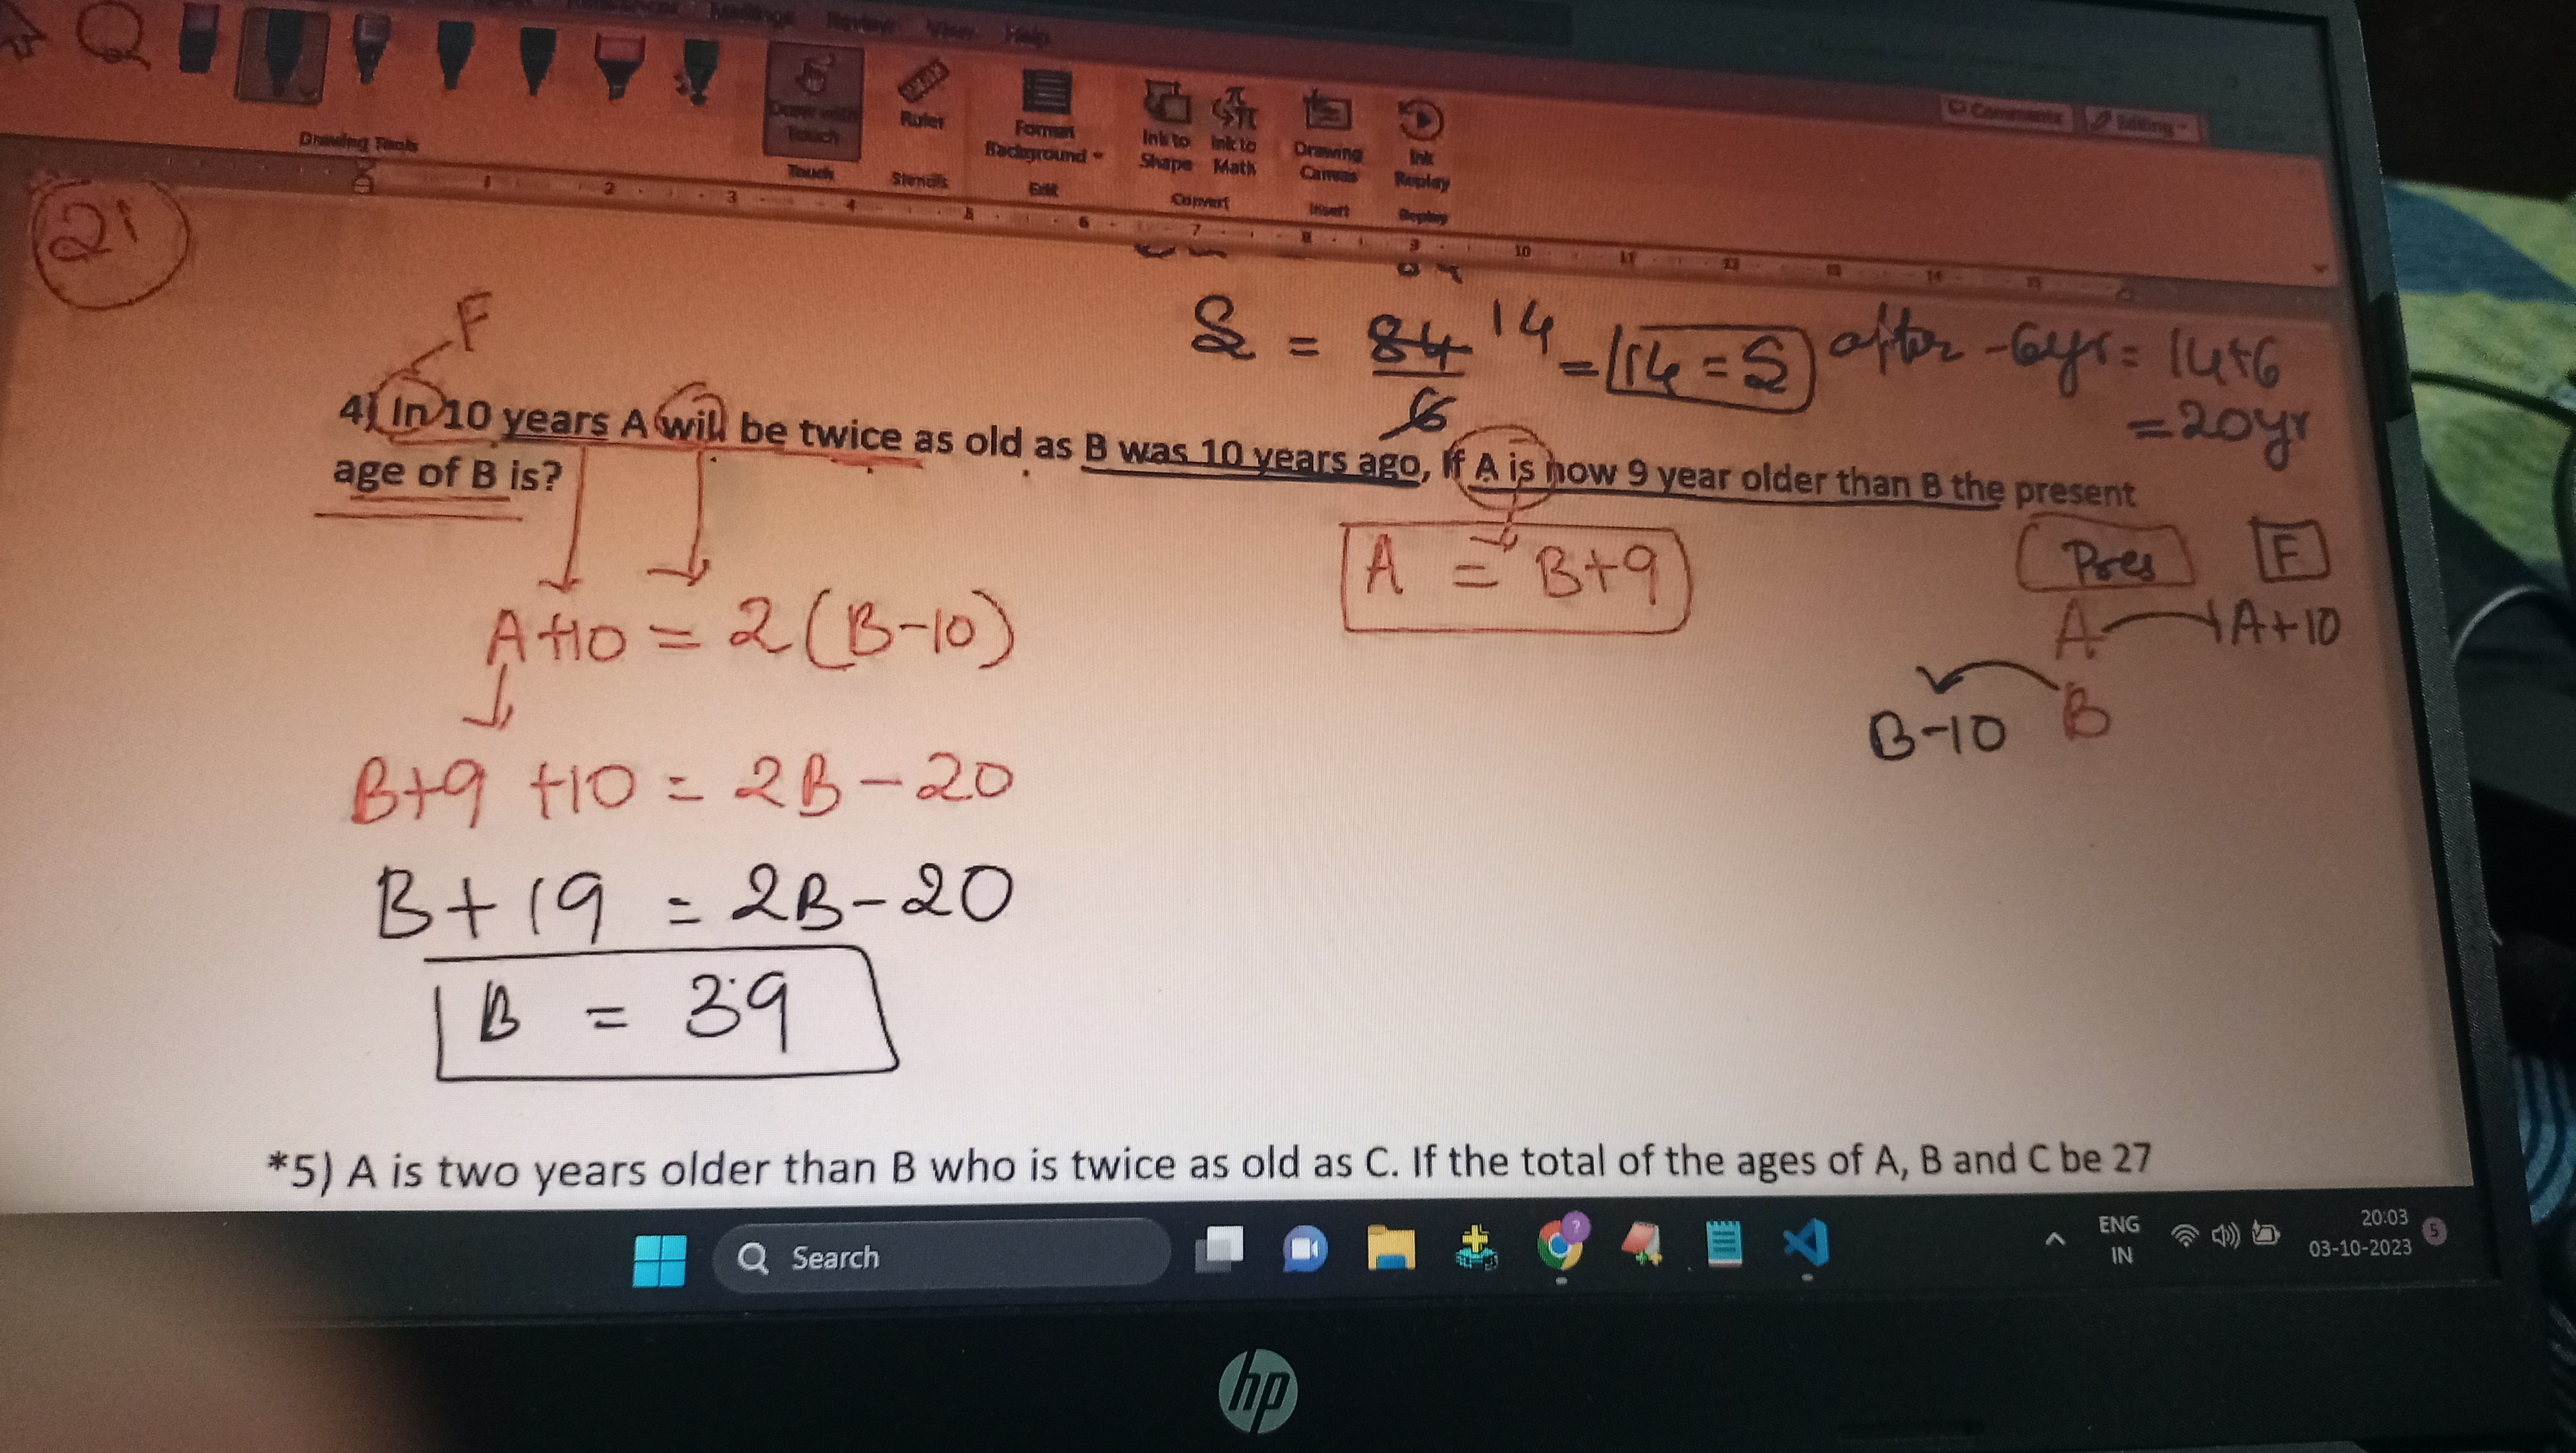 View Help
Comments
Editing
Draw with Touch
Ruler
Format Background
Ink to Shape
Ink to Math
Drawing Canvas
Ink Replay
Drawing Tools
Touch
Stencils
Edit
Convert
Insert
Replay
21
F
= 84
6
14 = 14 = S
after - 6yr = 14+6
= 20yr
4) In 10 years A will be twice as old as B was 10 years ago, If A is now 9 year older than B the present
age of B is?
A = B+9
Pres
F
A+10 = 2(B-10)
A
A+10
B
B-10
B+9 +10 = 2B-20
B+19 = 2B-20
B = 39
*5) A is two years older than B who is twice as old as C. If the total of the ages of A, B and C be 27
Search
ENG
IN
20:03
03-10-2023
5
hp